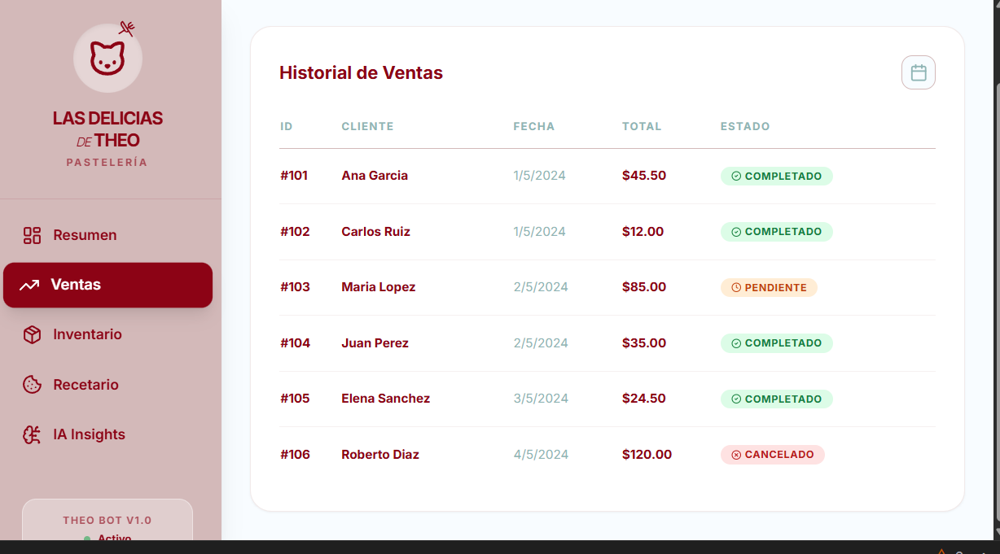 LAS DELICIAS
DE THEO
PASTELERÍA
Resumen
Ventas
Inventario
Recetario
IA Insights
THEO BOT V1.0
Activo
Historial de Ventas
ID CLIENTE FECHA TOTAL ESTADO
#101 Ana Garcia 1/5/2024 $45.50 COMPLETADO
#102 Carlos Ruiz 1/5/2024 $12.00 COMPLETADO
#103 Maria Lopez 2/5/2024 $85.00 PENDIENTE
#104 Juan Perez 2/5/2024 $35.00 COMPLETADO
#105 Elena Sanchez 3/5/2024 $24.50 COMPLETADO
#106 Roberto Diaz 4/5/2024 $120.00 CANCELADO